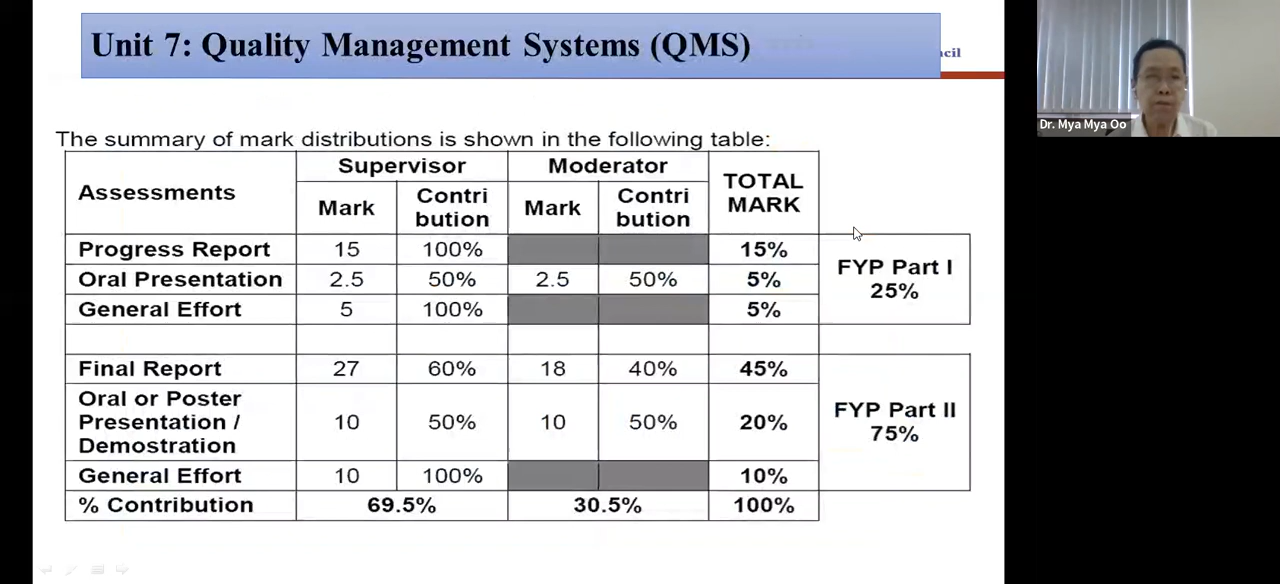 Unit 7: Quality Management Systems (QMS)
cil
Dr. Mya Mya Oo
The summary of mark distributions is shown in the following table:
Assessments
Supervisor
Moderator
TOTAL
MARK
Mark
Contri
bution
Mark
Contri
bution
Progress Report 15 100% 15%
Oral Presentation 2.5 50% 2.5 50% 5%
General Effort 5 100% 5%
FYP Part I
25%
Final Report 27 60% 18 40% 45%
Oral or Poster
Presentation /
Demostration
10 50% 10 50% 20%
General Effort 10 100% 10%
FYP Part II
75%
% Contribution 69.5% 30.5% 100%